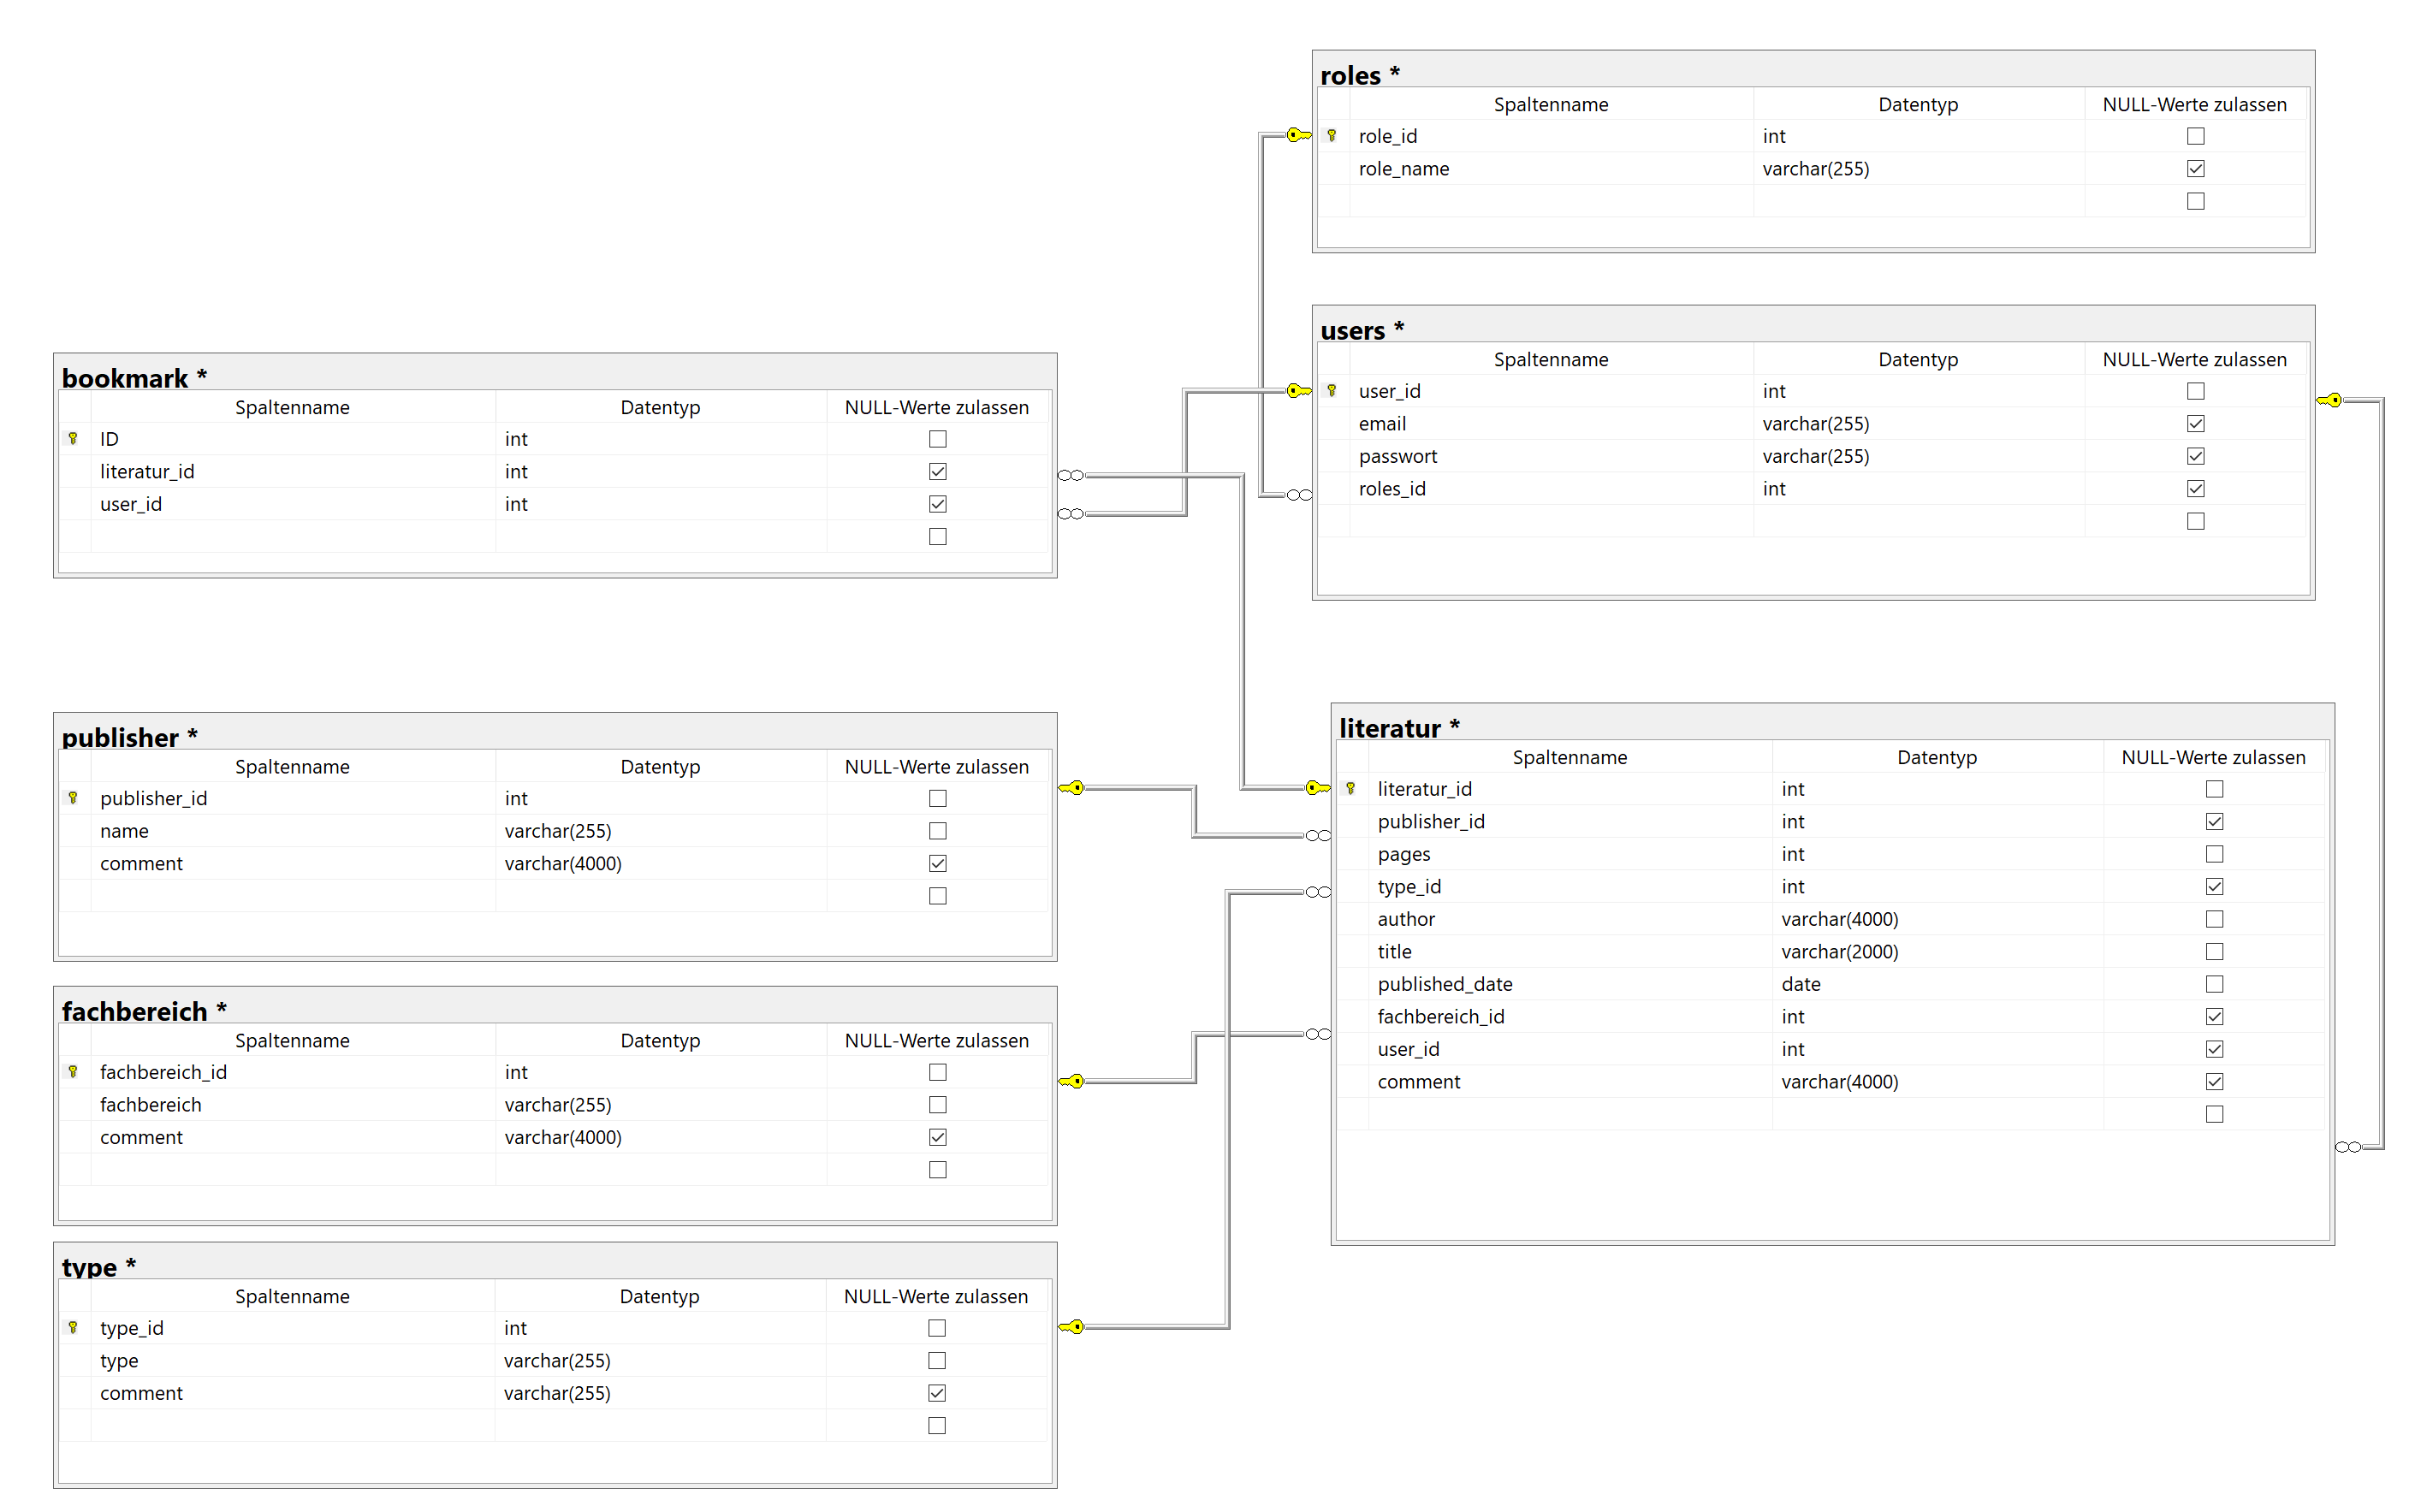 roles *
Spaltenname Datentyp NULL-Werte zulassen
role_id int
role_name varchar(255)
users *
Spaltenname Datentyp NULL-Werte zulassen
user_id int
email varchar(255)
passwort varchar(255)
roles_id int
bookmark *
Spaltenname Datentyp NULL-Werte zulassen
ID int
literatur_id int
user_id int
publisher *
Spaltenname Datentyp NULL-Werte zulassen
publisher_id int
name varchar(255)
comment varchar(4000)
literatur *
Spaltenname Datentyp NULL-Werte zulassen
literatur_id int
publisher_id int
pages int
type_id int
author varchar(4000)
title varchar(2000)
published_date date
fachbereich_id int
user_id int
comment varchar(4000)
fachbereich *
Spaltenname Datentyp NULL-Werte zulassen
fachbereich_id int
fachbereich varchar(255)
comment varchar(4000)
type *
Spaltenname Datentyp NULL-Werte zulassen
type_id int
type varchar(255)
comment varchar(255)